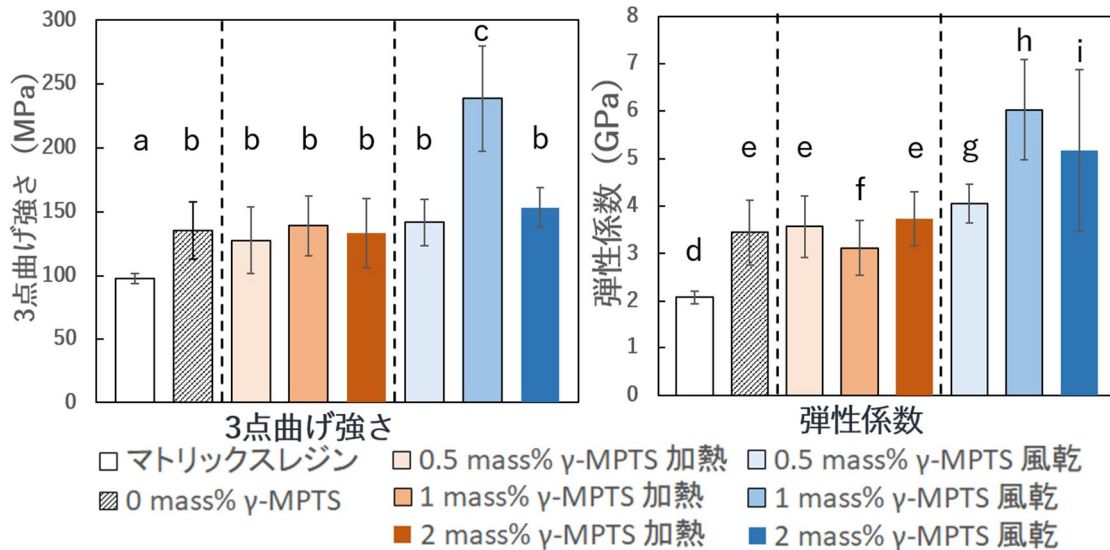 3点曲げ強さ (MPa)
300
250
200
150
100
50
0
a
b
b
b
b
b
c
b
3点曲げ強さ
弾性係数 (GPa)
8
7
6
5
4
3
2
1
0
d
e
e
f
e
g
h
i
弾性係数
マトリックスレジン
0 mass% γ-MPTS
0.5 mass% γ-MPTS 加熱
1 mass% γ-MPTS 加熱
2 mass% γ-MPTS 加熱
0.5 mass% γ-MPTS 風乾
1 mass% γ-MPTS 風乾
2 mass% γ-MPTS 風乾